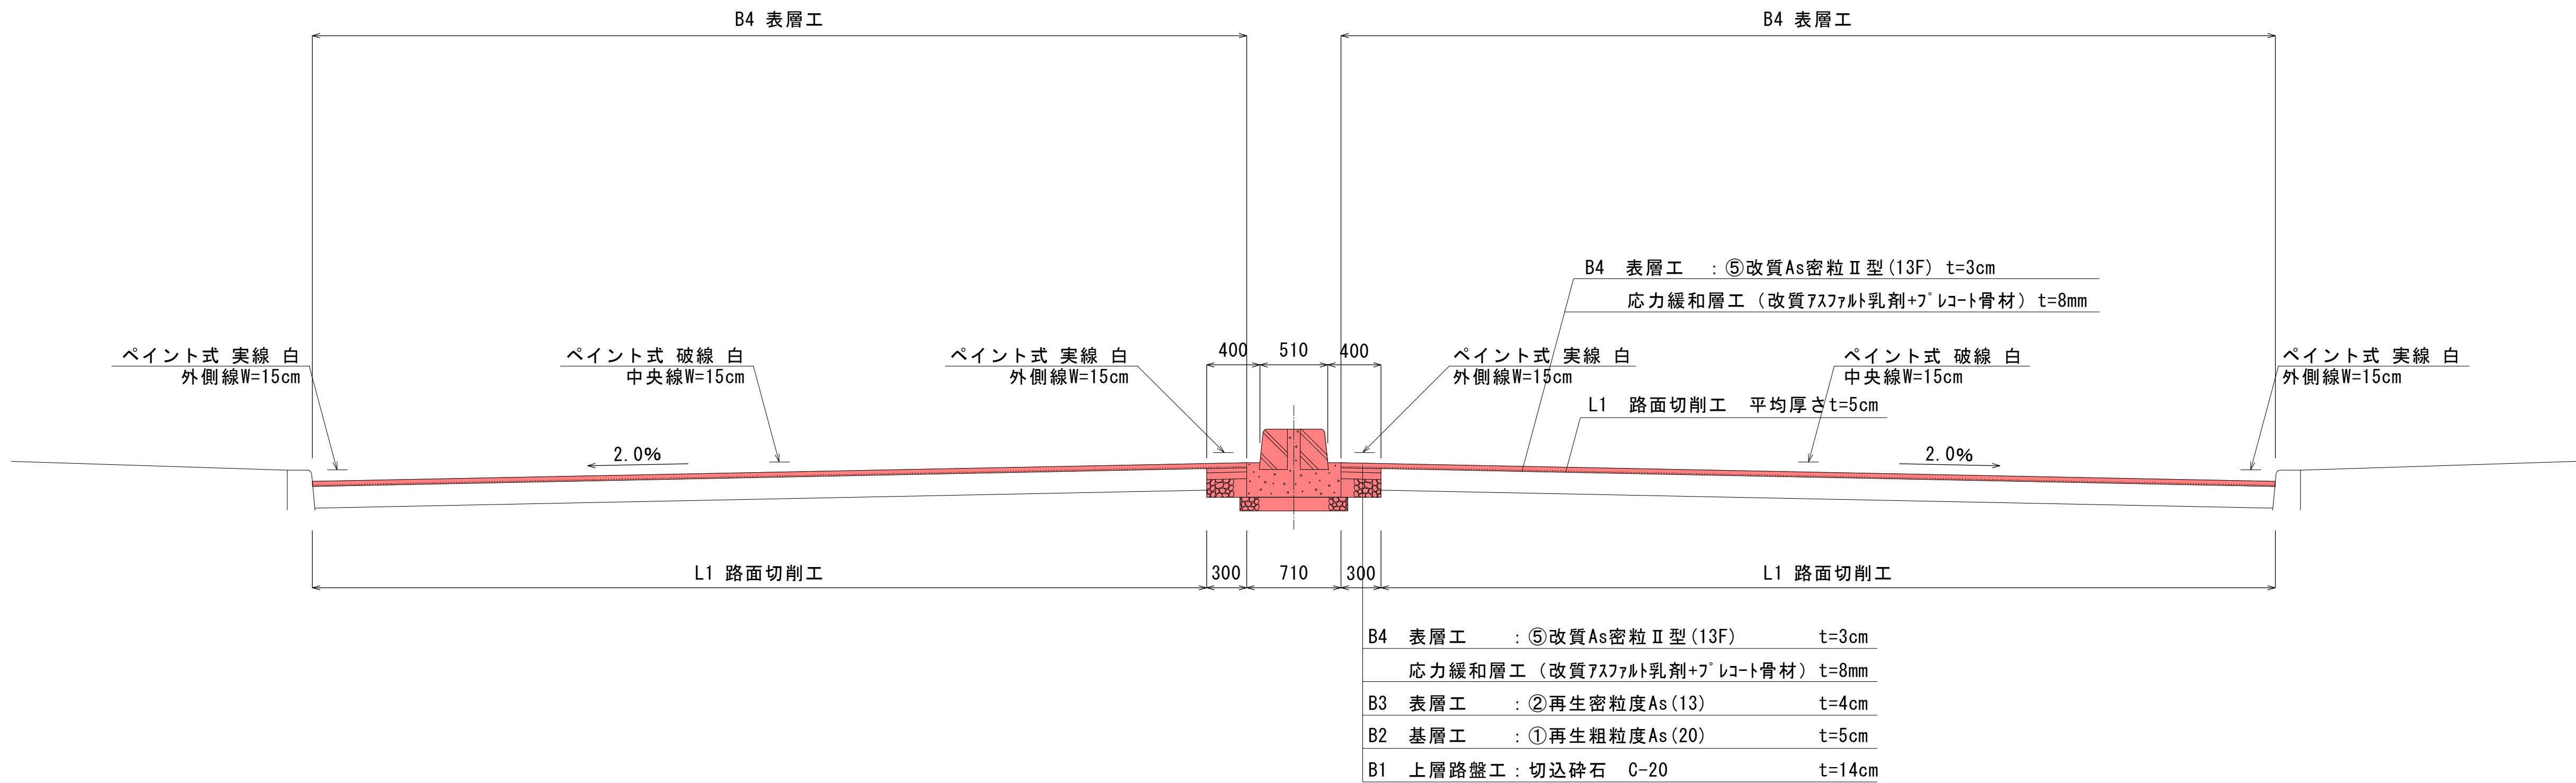 B4 表層工
B4 表層工
B4 表層工 : ⑤改質As密粒Ⅱ型(13F) t=3cm
応力緩和層工 (改質ｱｽﾌｧﾙﾄ乳剤+ﾌﾟﾚｺｰﾄ骨材) t=8mm
ペイント式 実線 白
外側線W=15cm
ペイント式 破線 白
中央線W=15cm
ペイント式 実線 白
外側線W=15cm
400
510
400
ペイント式 実線 白
外側線W=15cm
ペイント式 破線 白
中央線W=15cm
ペイント式 実線 白
外側線W=15cm
L1 路面切削工 平均厚さt=5cm
2.0%
2.0%
L1 路面切削工
300
710
300
L1 路面切削工
B4 表層工 : ⑤改質As密粒Ⅱ型(13F) t=3cm
応力緩和層工 (改質ｱｽﾌｧﾙﾄ乳剤+ﾌﾟﾚｺｰﾄ骨材) t=8mm
B3 表層工 : ②再生密粒度As(13) t=4cm
B2 基層工 : ①再生粗粒度As(20) t=5cm
B1 上層路盤工 : 切込砕石 C-20 t=14cm